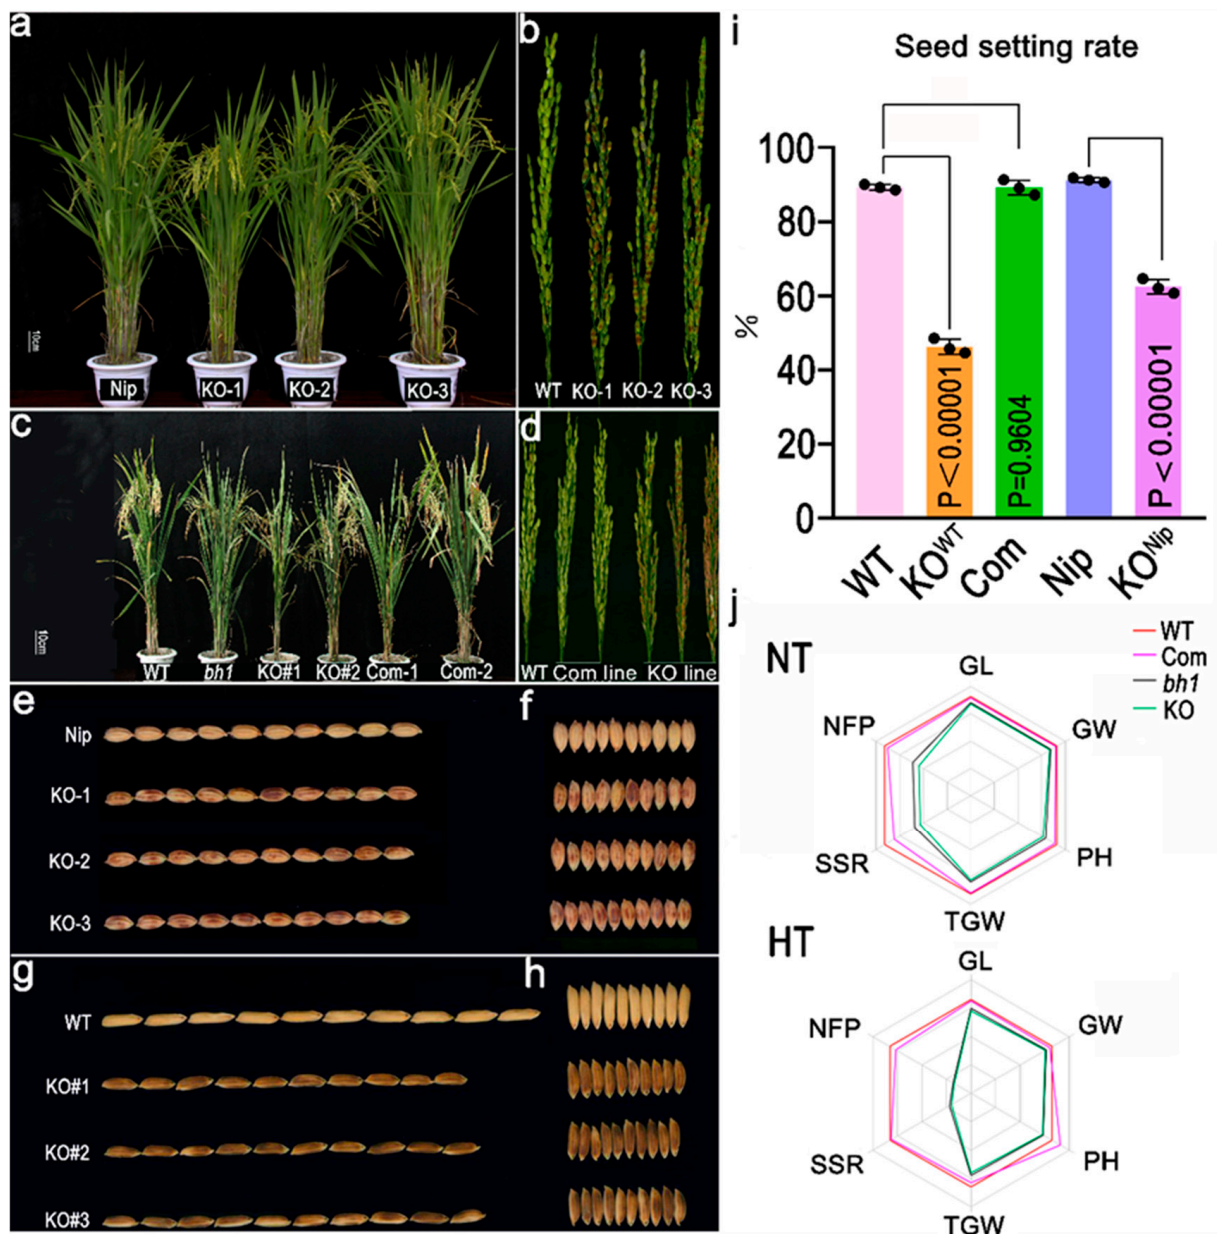 a
10cm
Nip
KO-1
KO-2
KO-3
b
WT KO-1 KO-2 KO-3
c
10cm
WT
bh1
KO#1
KO#2
Com-1
Com-2
d
WT Com line KO line
e
Nip
KO-1
KO-2
KO-3
f
g
WT
KO#1
KO#2
KO#3
h
i
Seed setting rate
%
100
80
60
40
20
0
P<0.00001
P=0.9604
P<0.00001
WT
KO^WT
Com
Nip
KO^Nip
j
NT
WT
Com
bh1
KO
GL
GW
PH
TGW
SSR
NFP
HT
GL
GW
PH
TGW
SSR
NFP